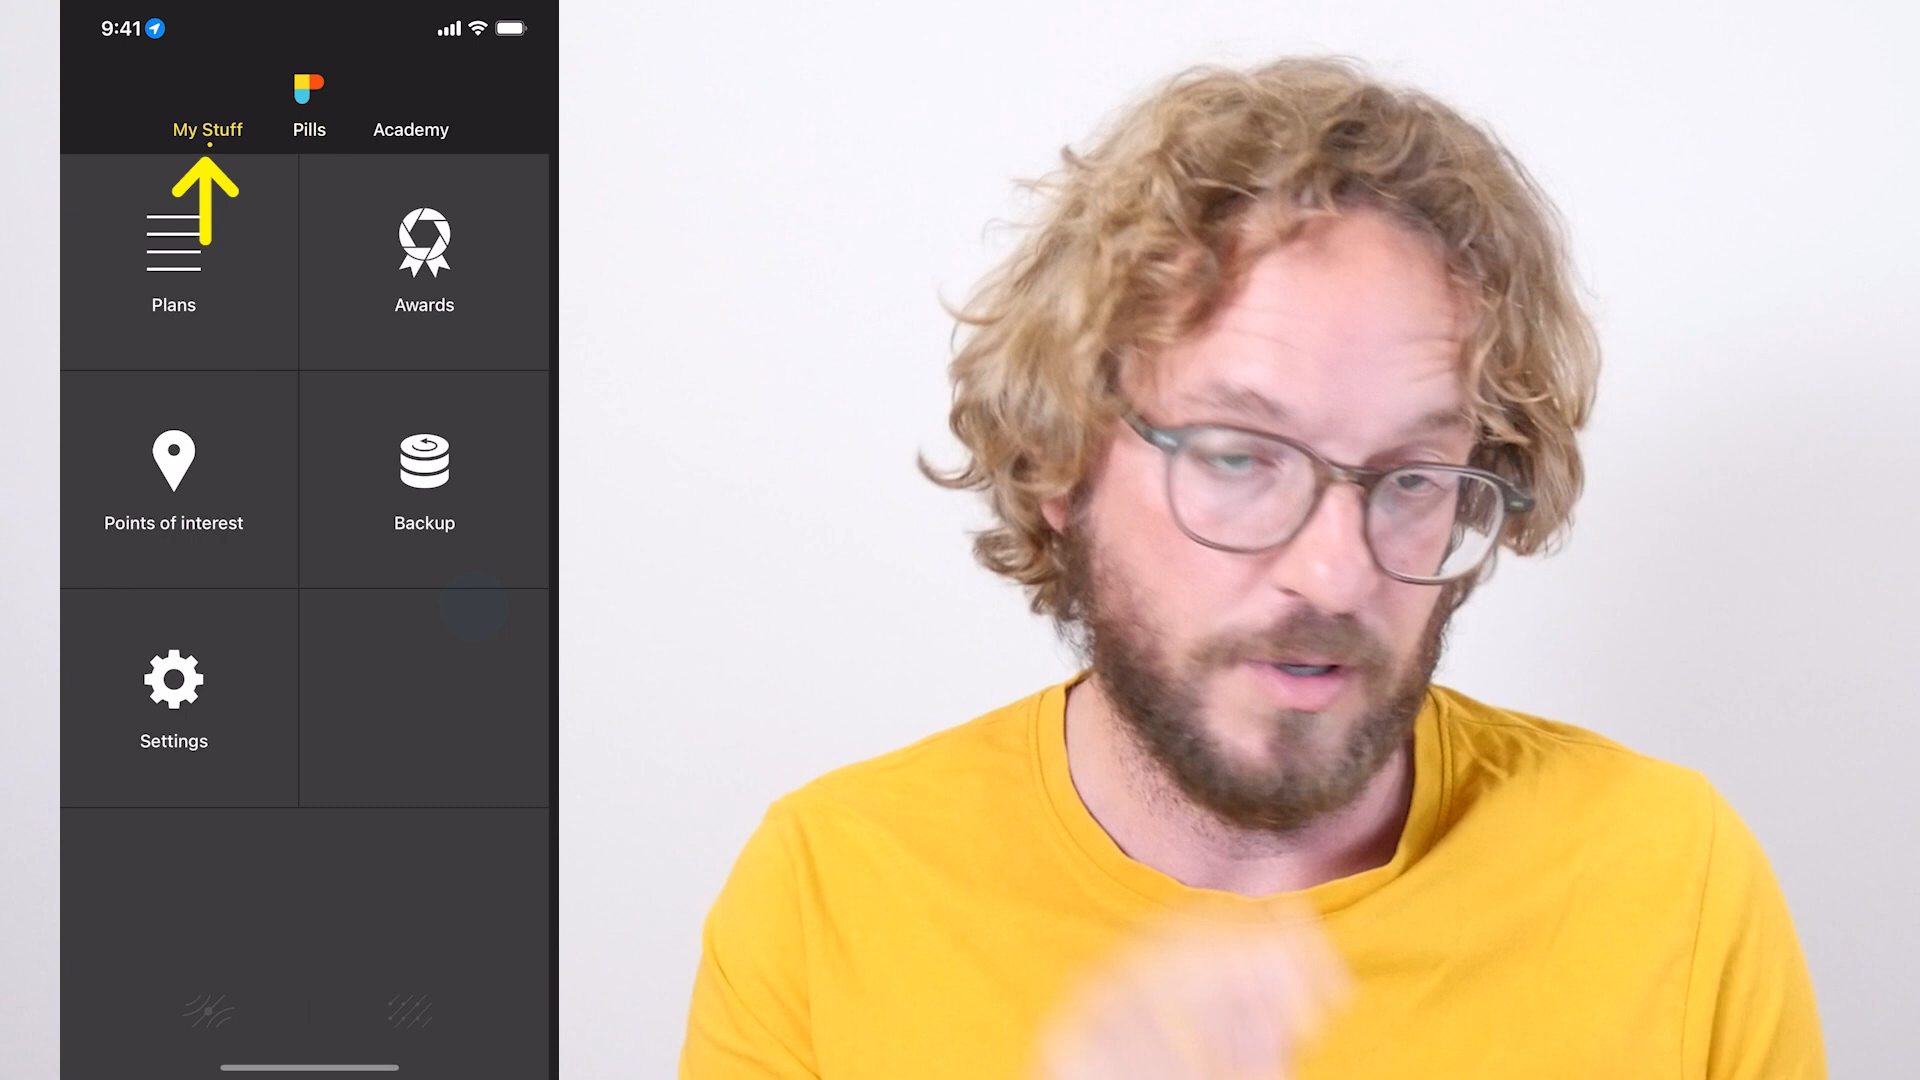 9:41
My Stuff
Pills
Academy
Plans
Awards
Points of interest
Backup
Settings